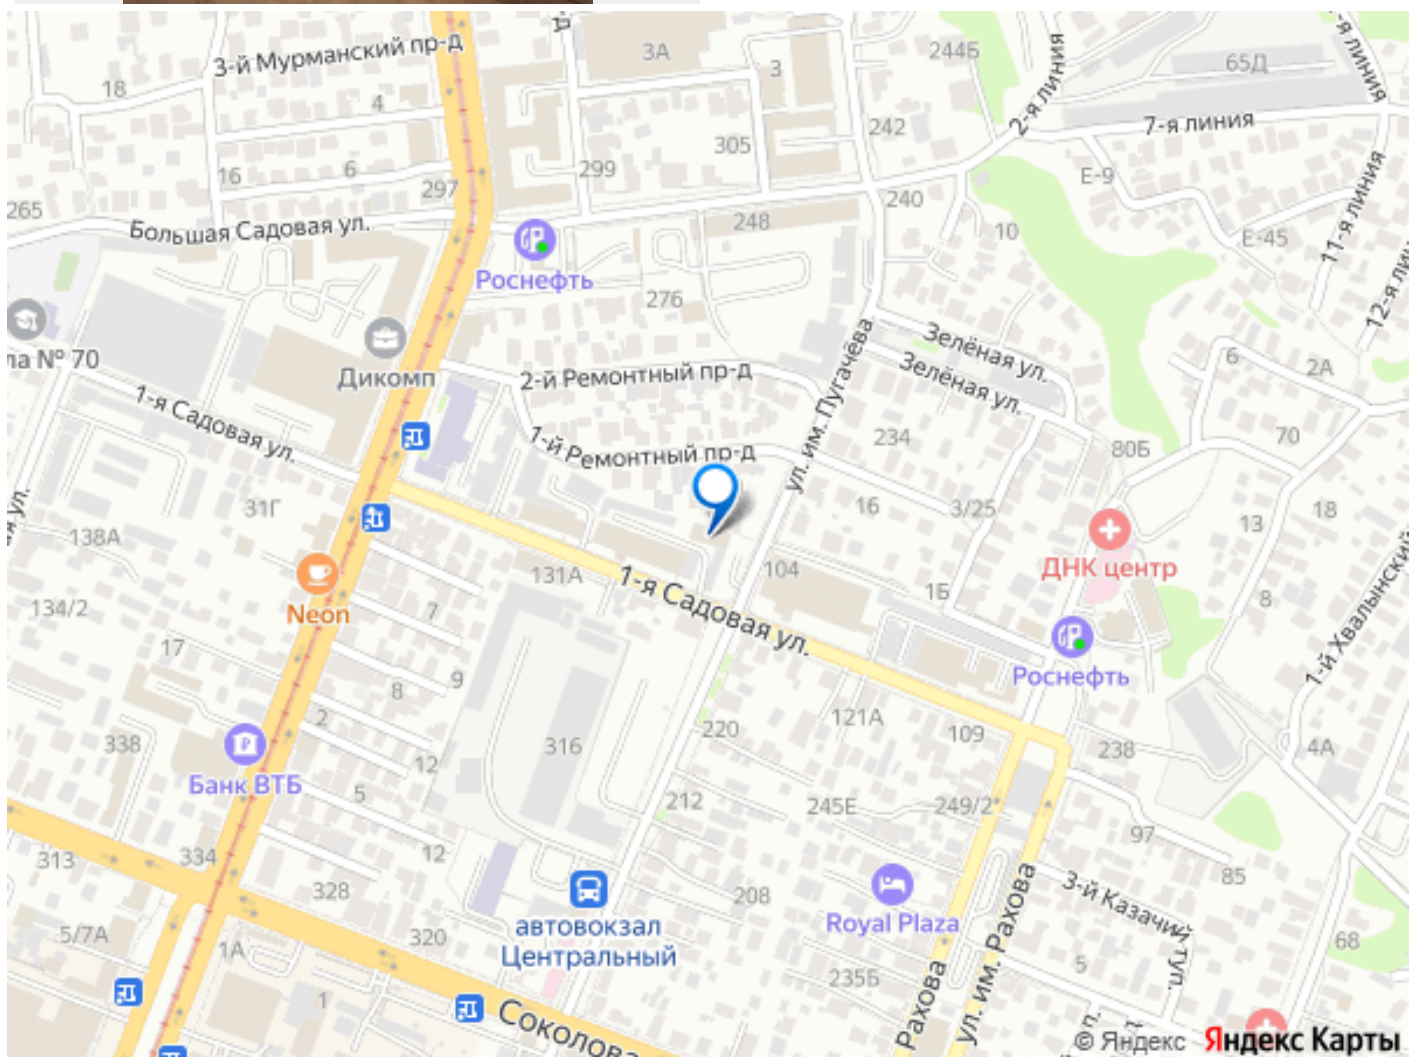 3-й Мурманский пр-д
3А
3
244Б
65Д
18
4
242
2-я линия
7-я линия
305
16
6
297
299
240
Е-9
11-я линия
265
Большая Садовая ул.
248
10
Е-45
12-я
Роснефть
276
ла № 70
Дикомп
2-й Ремонтный пр-д
ул. им. Пугачёва
Зелёная ул.
Зелёная ул.
6
2А
1-я Садовая ул.
1-й Ремонтный пр-д
234
80Б
70
31Г
16
3/25
13
18
138А
ДНК центр
131А
1-я Садовая ул.
104
1Б
8
1-й Хвалынский
Neon
134/2
7
17
9
8
Роснефть
2
220
121А
109
238
4А
338
Банк ВТБ
12
316
5
212
245Е
249/2
97
313
334
12
85
328
208
3-й Казачий туп.
автовокзал
Центральный
Royal Plaza
5/7А
1А
320
68
235Б
5
1
Соколова
Рахова
ул. им. Рахова
© Яндекс Яндекс Карты